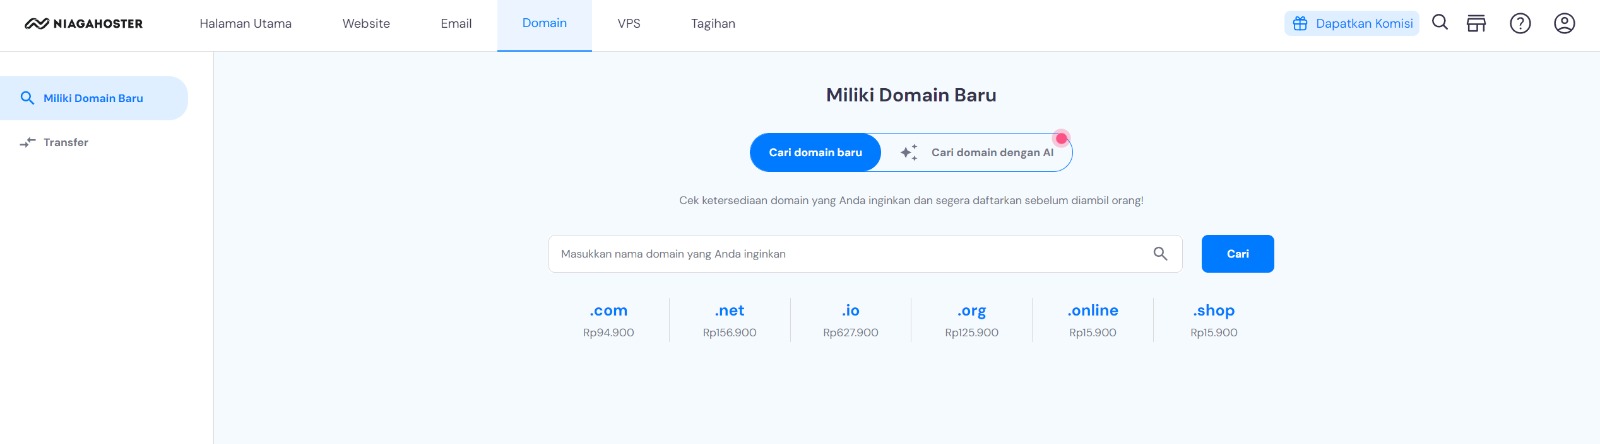 NIAGAHOSTER Halaman Utama Website Email Domain VPS Tagihan Dapatkan Komisi
Miliki Domain Baru
Transfer
Miliki Domain Baru
Cari domain baru Cari domain dengan AI
Cek ketersediaan domain yang Anda inginkan dan segera daftarkan sebelum diambil orang!
Masukkan nama domain yang Anda inginkan Cari
.com .net .io .org .online .shop
Rp94.900 Rp156.900 Rp627.900 Rp125.900 Rp15.900 Rp15.900